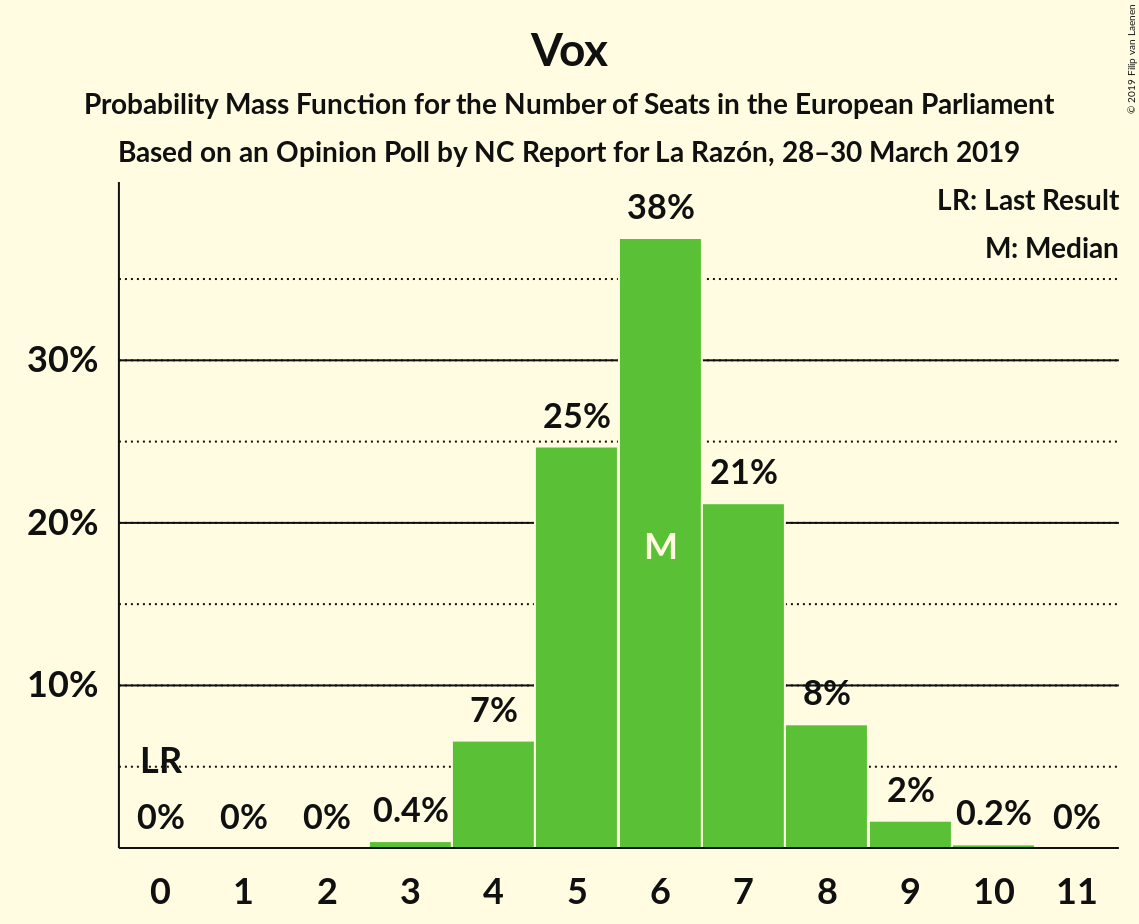 Vox
Probability Mass Function for the Number of Seats in the European Parliament
Based on an Opinion Poll by NC Report for La Razón, 28–30 March 2019
© 2019 Filip van Laenen
LR: Last Result
M: Median
38%
30%
25%
21%
20%
M
10%
8%
7%
LR
2%
0% 0% 0% 0.4% 0.2% 0%
0 1 2 3 4 5 6 7 8 9 10 11